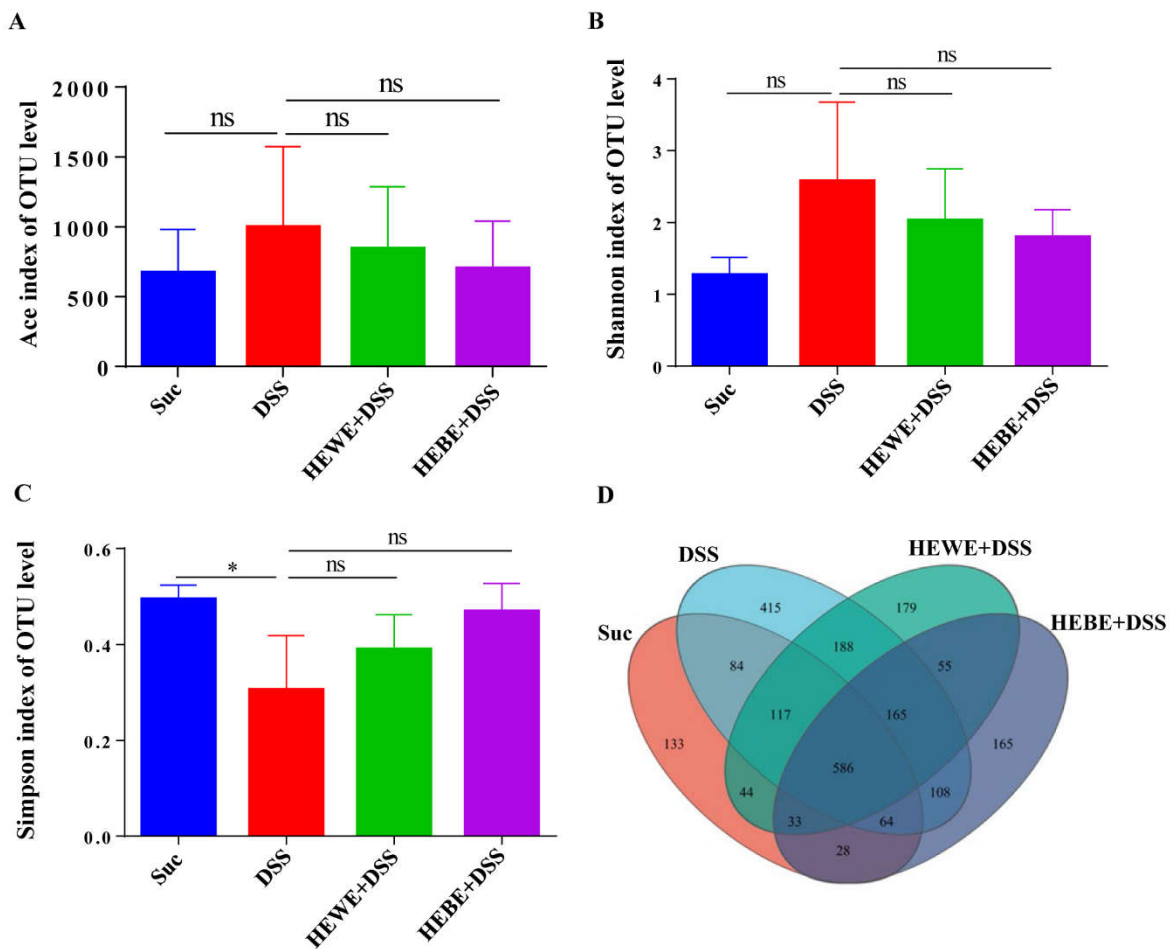 A
Ace index of OTU level
2000
1500
1000
500
0
ns
ns
ns
Suc
DSS
HEWE+DSS
HEBE+DSS
B
Shannon index of OTU level
4
3
2
1
0
ns
ns
ns
Suc
DSS
HEWE+DSS
HEBE+DSS
C
Simpson index of OTU level
0.6
0.4
0.2
0.0
ns
*
ns
Suc
DSS
HEWE+DSS
HEBE+DSS
D
HEWE+DSS
DSS
HEBE+DSS
Suc
415
179
188
84
55
117
165
133
165
586
44
108
33
64
28